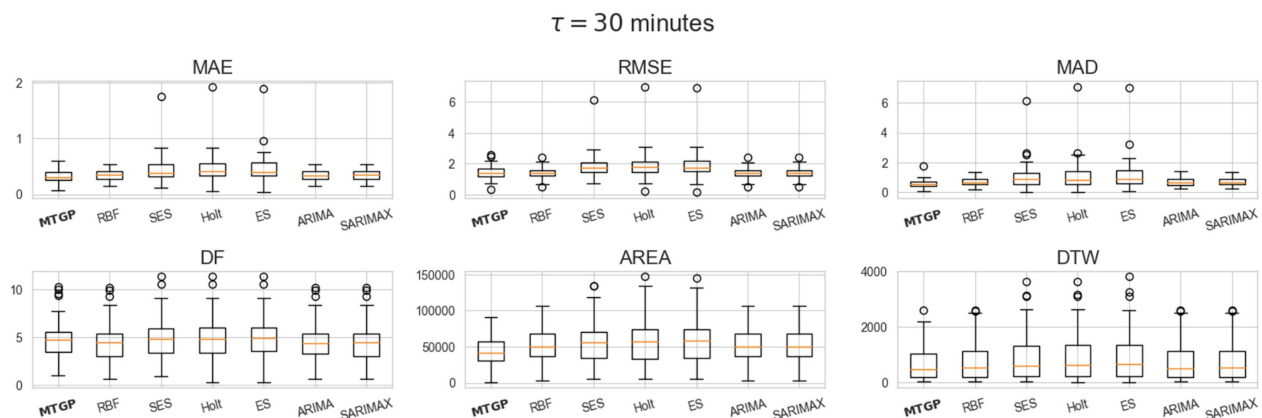 τ = 30 minutes
MAE RMSE MAD
2 6 6
1 4 4
2 2
0 0 0
MTGP RBF SES Holt ES ARIMA SARIMAX MTGP RBF SES Holt ES ARIMA SARIMAX MTGP RBF SES Holt ES ARIMA SARIMAX
DF AREA DTW
10 150000 4000
100000
5 50000 2000
0 0 0
MTGP RBF SES Holt ES ARIMA SARIMAX MTGP RBF SES Holt ES ARIMA SARIMAX MTGP RBF SES Holt ES ARIMA SARIMAX